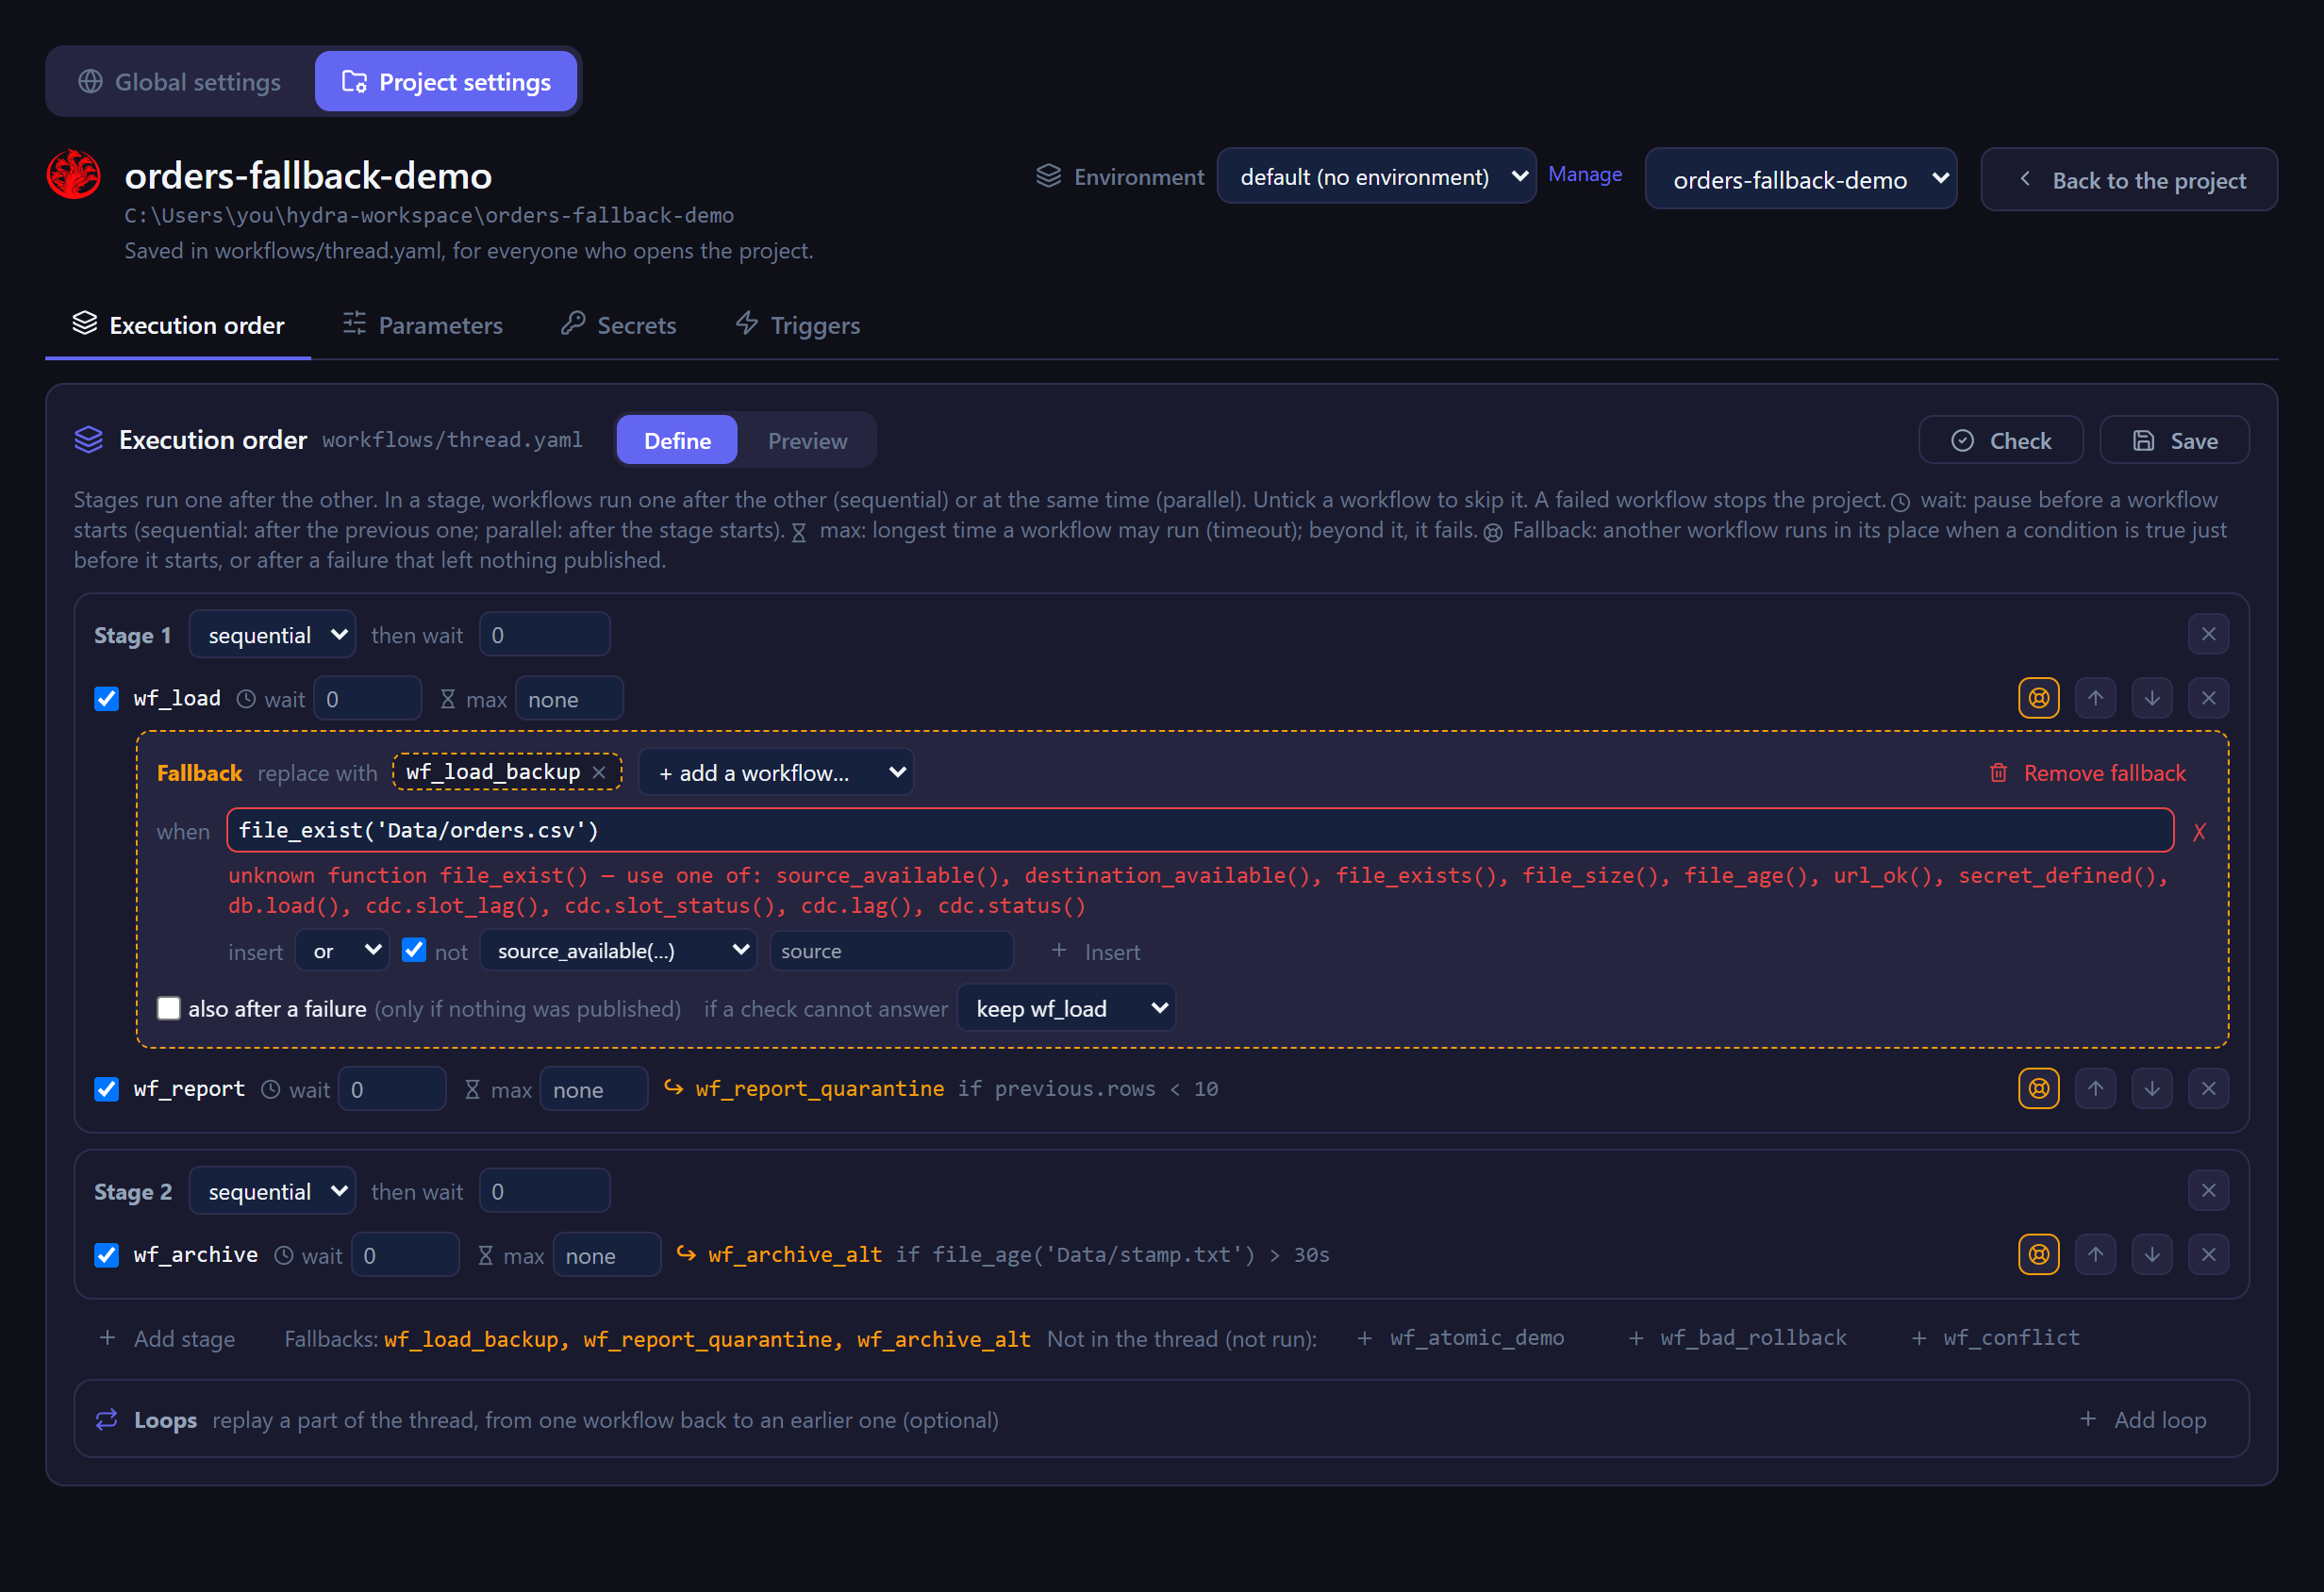 Global settings
Project settings
orders-fallback-demo
C:\Users\you\hydra-workspace\orders-fallback-demo
Saved in workflows/thread.yaml, for everyone who opens the project.
Environment default (no environment) Manage orders-fallback-demo Back to the project
Execution order Parameters Secrets Triggers
Execution order workflows/thread.yaml Define Preview Check Save
Stages run one after the other. In a stage, workflows run one after the other (sequential) or at the same time (parallel). Untick a workflow to skip it. A failed workflow stops the project. wait: pause before a workflow
starts (sequential: after the previous one; parallel: after the stage starts). max: longest time a workflow may run (timeout); beyond it, it fails. Fallback: another workflow runs in its place when a condition is true just
before it starts, or after a failure that left nothing published.
Stage 1 sequential then wait 0
wf_load wait 0 max none
Fallback replace with wf_load_backup × + add a workflow... Remove fallback
when file_exist('Data/orders.csv') ✗
unknown function file_exist() — use one of: source_available(), destination_available(), file_exists(), file_size(), file_age(), url_ok(), secret_defined(),
db.load(), cdc.slot_lag(), cdc.slot_status(), cdc.lag(), cdc.status()
insert or not source_available(...) source + Insert
also after a failure (only if nothing was published) if a check cannot answer keep wf_load
wf_report wait 0 max none ↪ wf_report_quarantine if previous.rows < 10
Stage 2 sequential then wait 0
wf_archive wait 0 max none ↪ wf_archive_alt if file_age('Data/stamp.txt') > 30s
+ Add stage Fallbacks: wf_load_backup, wf_report_quarantine, wf_archive_alt Not in the thread (not run): + wf_atomic_demo + wf_bad_rollback + wf_conflict
Loops replay a part of the thread, from one workflow back to an earlier one (optional) + Add loop